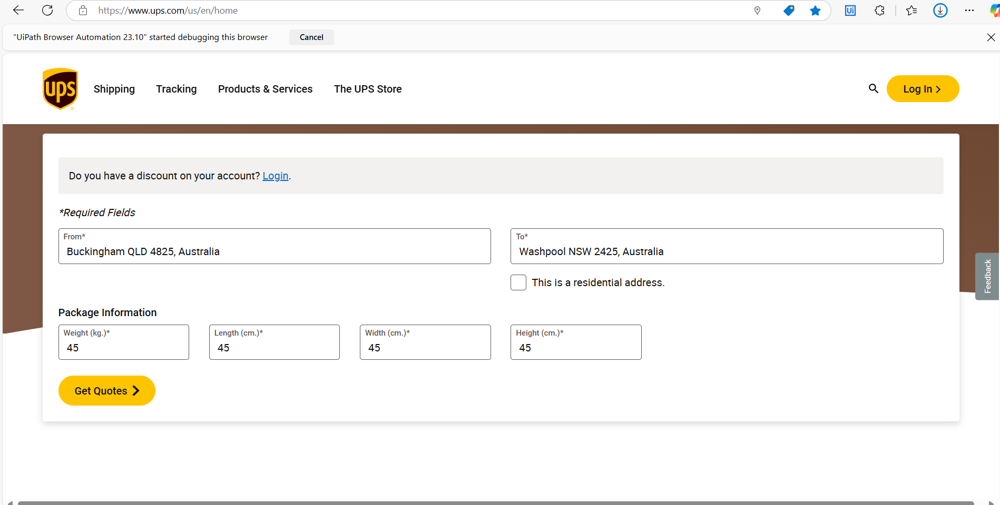 https://www.ups.com/us/en/home
"UiPath Browser Automation 23.10" started debugging this browser
Cancel
ups
Shipping
Tracking
Products & Services
The UPS Store
Log In
Do you have a discount on your account? Login.
*Required Fields
From*
Buckingham QLD 4825, Australia
To*
Washpool NSW 2425, Australia
This is a residential address.
Feedback
Package Information
Weight (kg.)*
45
Length (cm.)*
45
Width (cm.)*
45
Height (cm.)*
45
Get Quotes